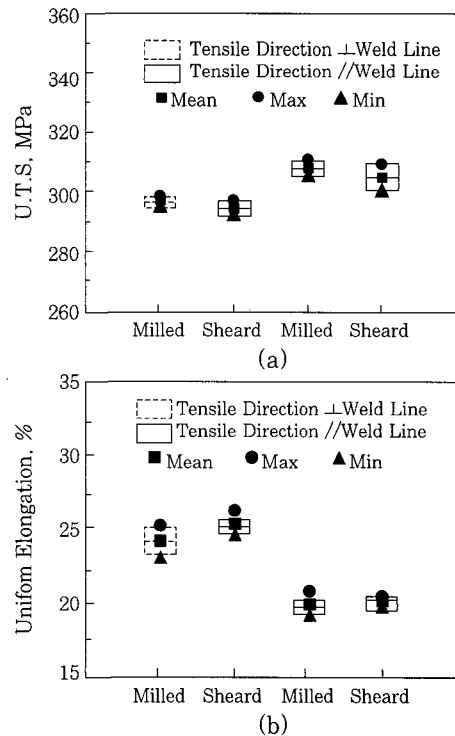 360
340
310
300
280
260
U.T.S, MPa
Tensile Direction ⊥Weld Line
Tensile Direction //Weld Line
Mean Max Min
Milled Sheard Milled Sheard
(a)
35
30
25
20
15
Unifom Elongation, %
Tensile Direction ⊥Weld Line
Tensile Direction //Weld Line
Mean Max Min
Milled Sheard Milled Sheard
(b)